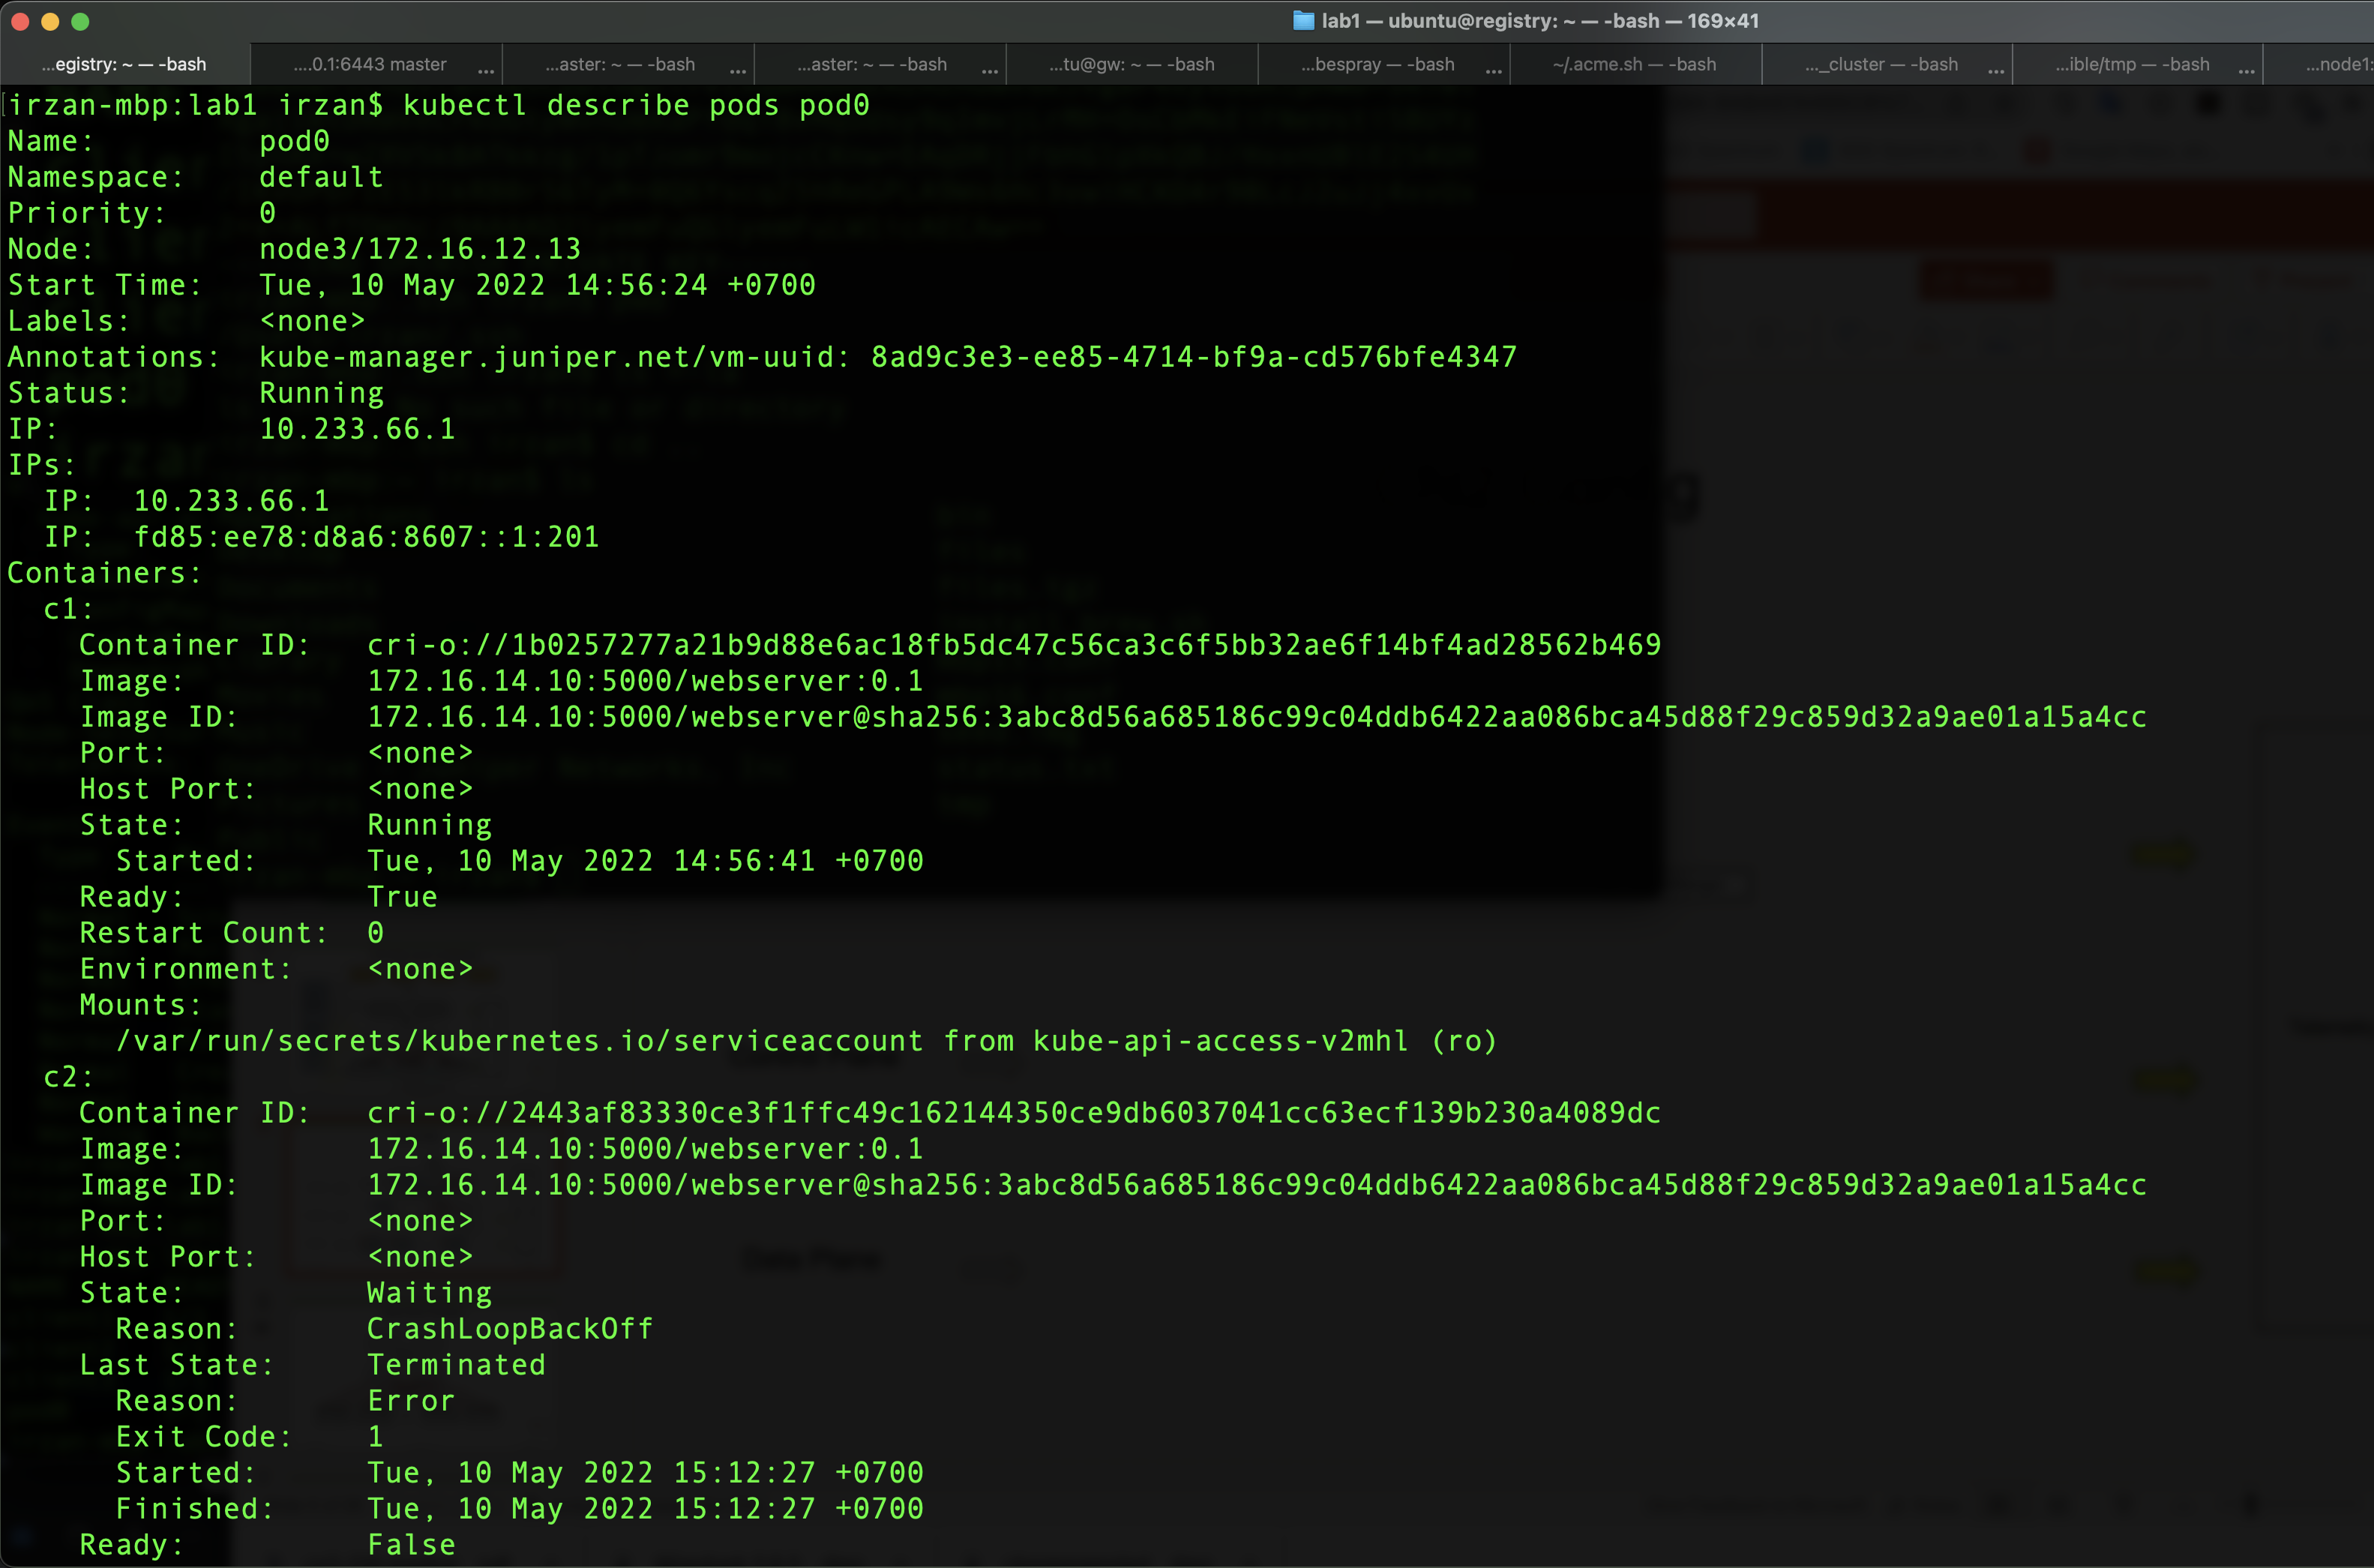 lab1 — ubuntu@registry: ~ — -bash — 169×41
...egistry: ~ — -bash ....0.1:6443 master ... ...aster: ~ — -bash ... ...aster: ~ — -bash ... ...tu@gw: ~ — -bash ...bespray — -bash ... ~/.acme.sh — -bash ..._cluster — -bash ... ...ible/tmp — -bash ... ...node1:
[irzan-mbp:lab1 irzan$ kubectl describe pods pod0
Name: pod0
Namespace: default
Priority: 0
Node: node3/172.16.12.13
Start Time: Tue, 10 May 2022 14:56:24 +0700
Labels: <none>
Annotations: kube-manager.juniper.net/vm-uuid: 8ad9c3e3-ee85-4714-bf9a-cd576bfe4347
Status: Running
IP: 10.233.66.1
IPs:
IP: 10.233.66.1
IP: fd85:ee78:d8a6:8607::1:201
Containers:
c1:
Container ID: cri-o://1b0257277a21b9d88e6ac18fb5dc47c56ca3c6f5bb32ae6f14bf4ad28562b469
Image: 172.16.14.10:5000/webserver:0.1
Image ID: 172.16.14.10:5000/webserver@sha256:3abc8d56a685186c99c04ddb6422aa086bca45d88f29c859d32a9ae01a15a4cc
Port: <none>
Host Port: <none>
State: Running
Started: Tue, 10 May 2022 14:56:41 +0700
Ready: True
Restart Count: 0
Environment: <none>
Mounts:
/var/run/secrets/kubernetes.io/serviceaccount from kube-api-access-v2mhl (ro)
c2:
Container ID: cri-o://2443af83330ce3f1ffc49c162144350ce9db6037041cc63ecf139b230a4089dc
Image: 172.16.14.10:5000/webserver:0.1
Image ID: 172.16.14.10:5000/webserver@sha256:3abc8d56a685186c99c04ddb6422aa086bca45d88f29c859d32a9ae01a15a4cc
Port: <none>
Host Port: <none>
State: Waiting
Reason: CrashLoopBackOff
Last State: Terminated
Reason: Error
Exit Code: 1
Started: Tue, 10 May 2022 15:12:27 +0700
Finished: Tue, 10 May 2022 15:12:27 +0700
Ready: False